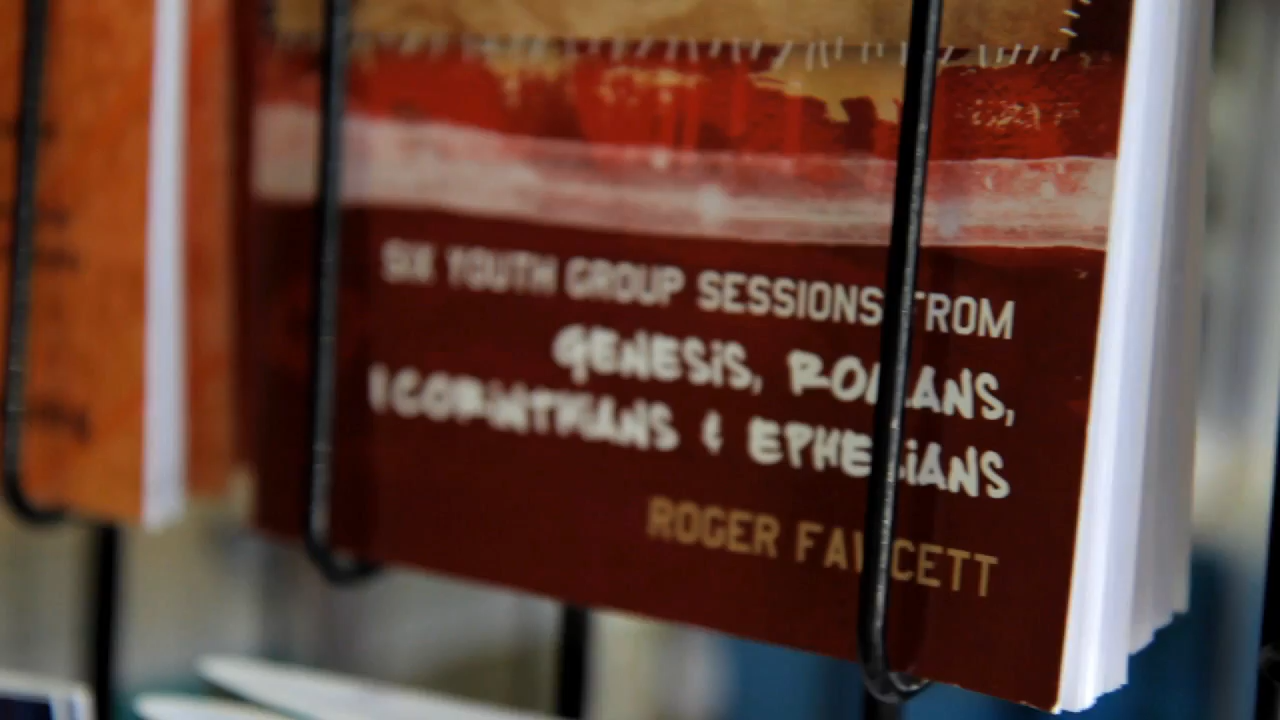 SIX YOUTH GROUP SESSIONS FROM
GENESIS, ROMANS,
1 CORINTHIANS & EPHESIANS
ROGER FAWCETT